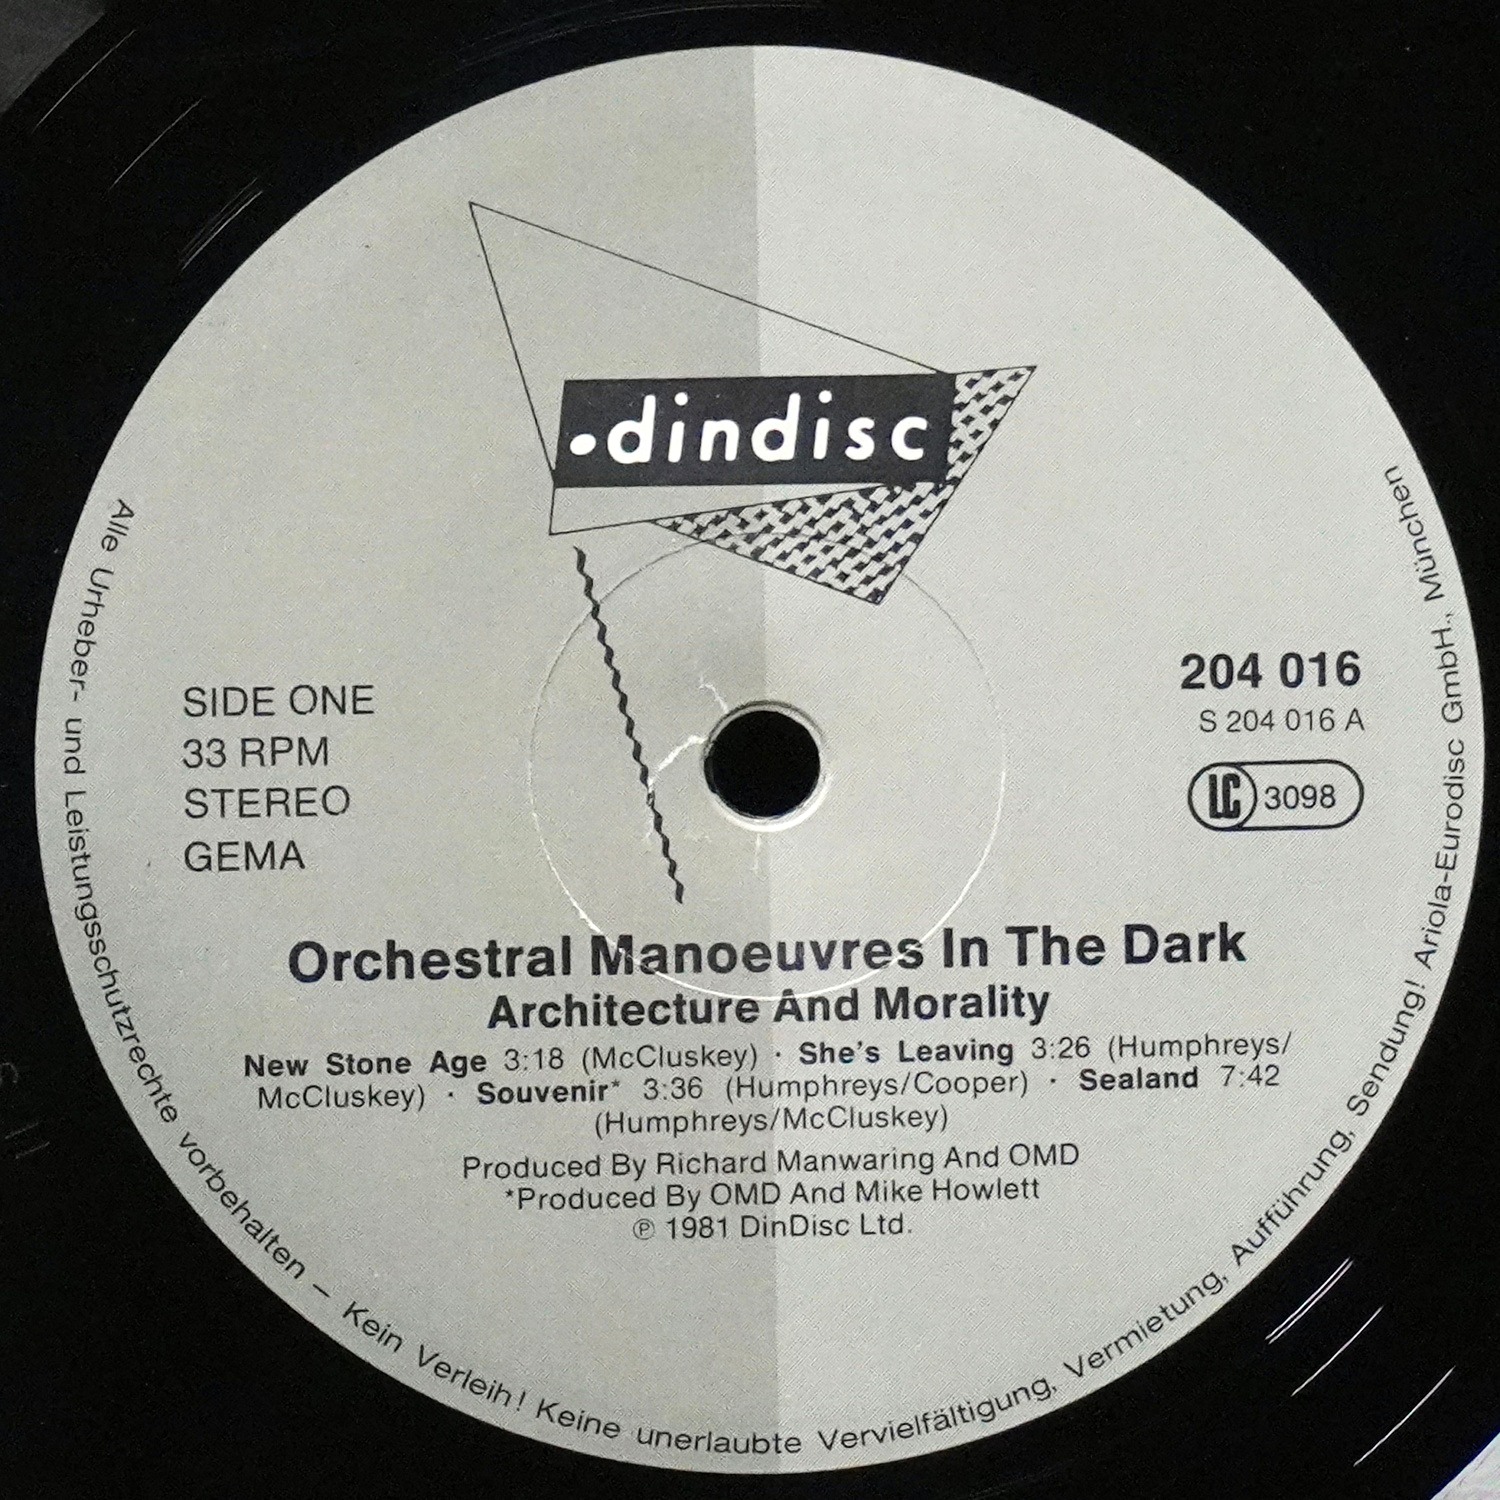 .dindisc
SIDE ONE
33 RPM
STEREO
GEMA
204 016
S 204 016 A
LC 3098
Orchestral Manoeuvres In The Dark
Architecture And Morality
New Stone Age 3:18 (McCluskey) · She's Leaving 3:26 (Humphreys/
McCluskey) · Souvenir* 3:36 (Humphreys/Cooper) · Sealand 7:42
(Humphreys/McCluskey)
Produced By Richard Manwaring And OMD
*Produced By OMD And Mike Howlett
℗ 1981 DinDisc Ltd.
Alle Urheber- und Leistungsschutzrechte vorbehalten – Kein Verleih! Keine unerlaubte Vervielfältigung, Vermietung, Aufführung, Sendung! Ariola-Eurodisc GmbH., München